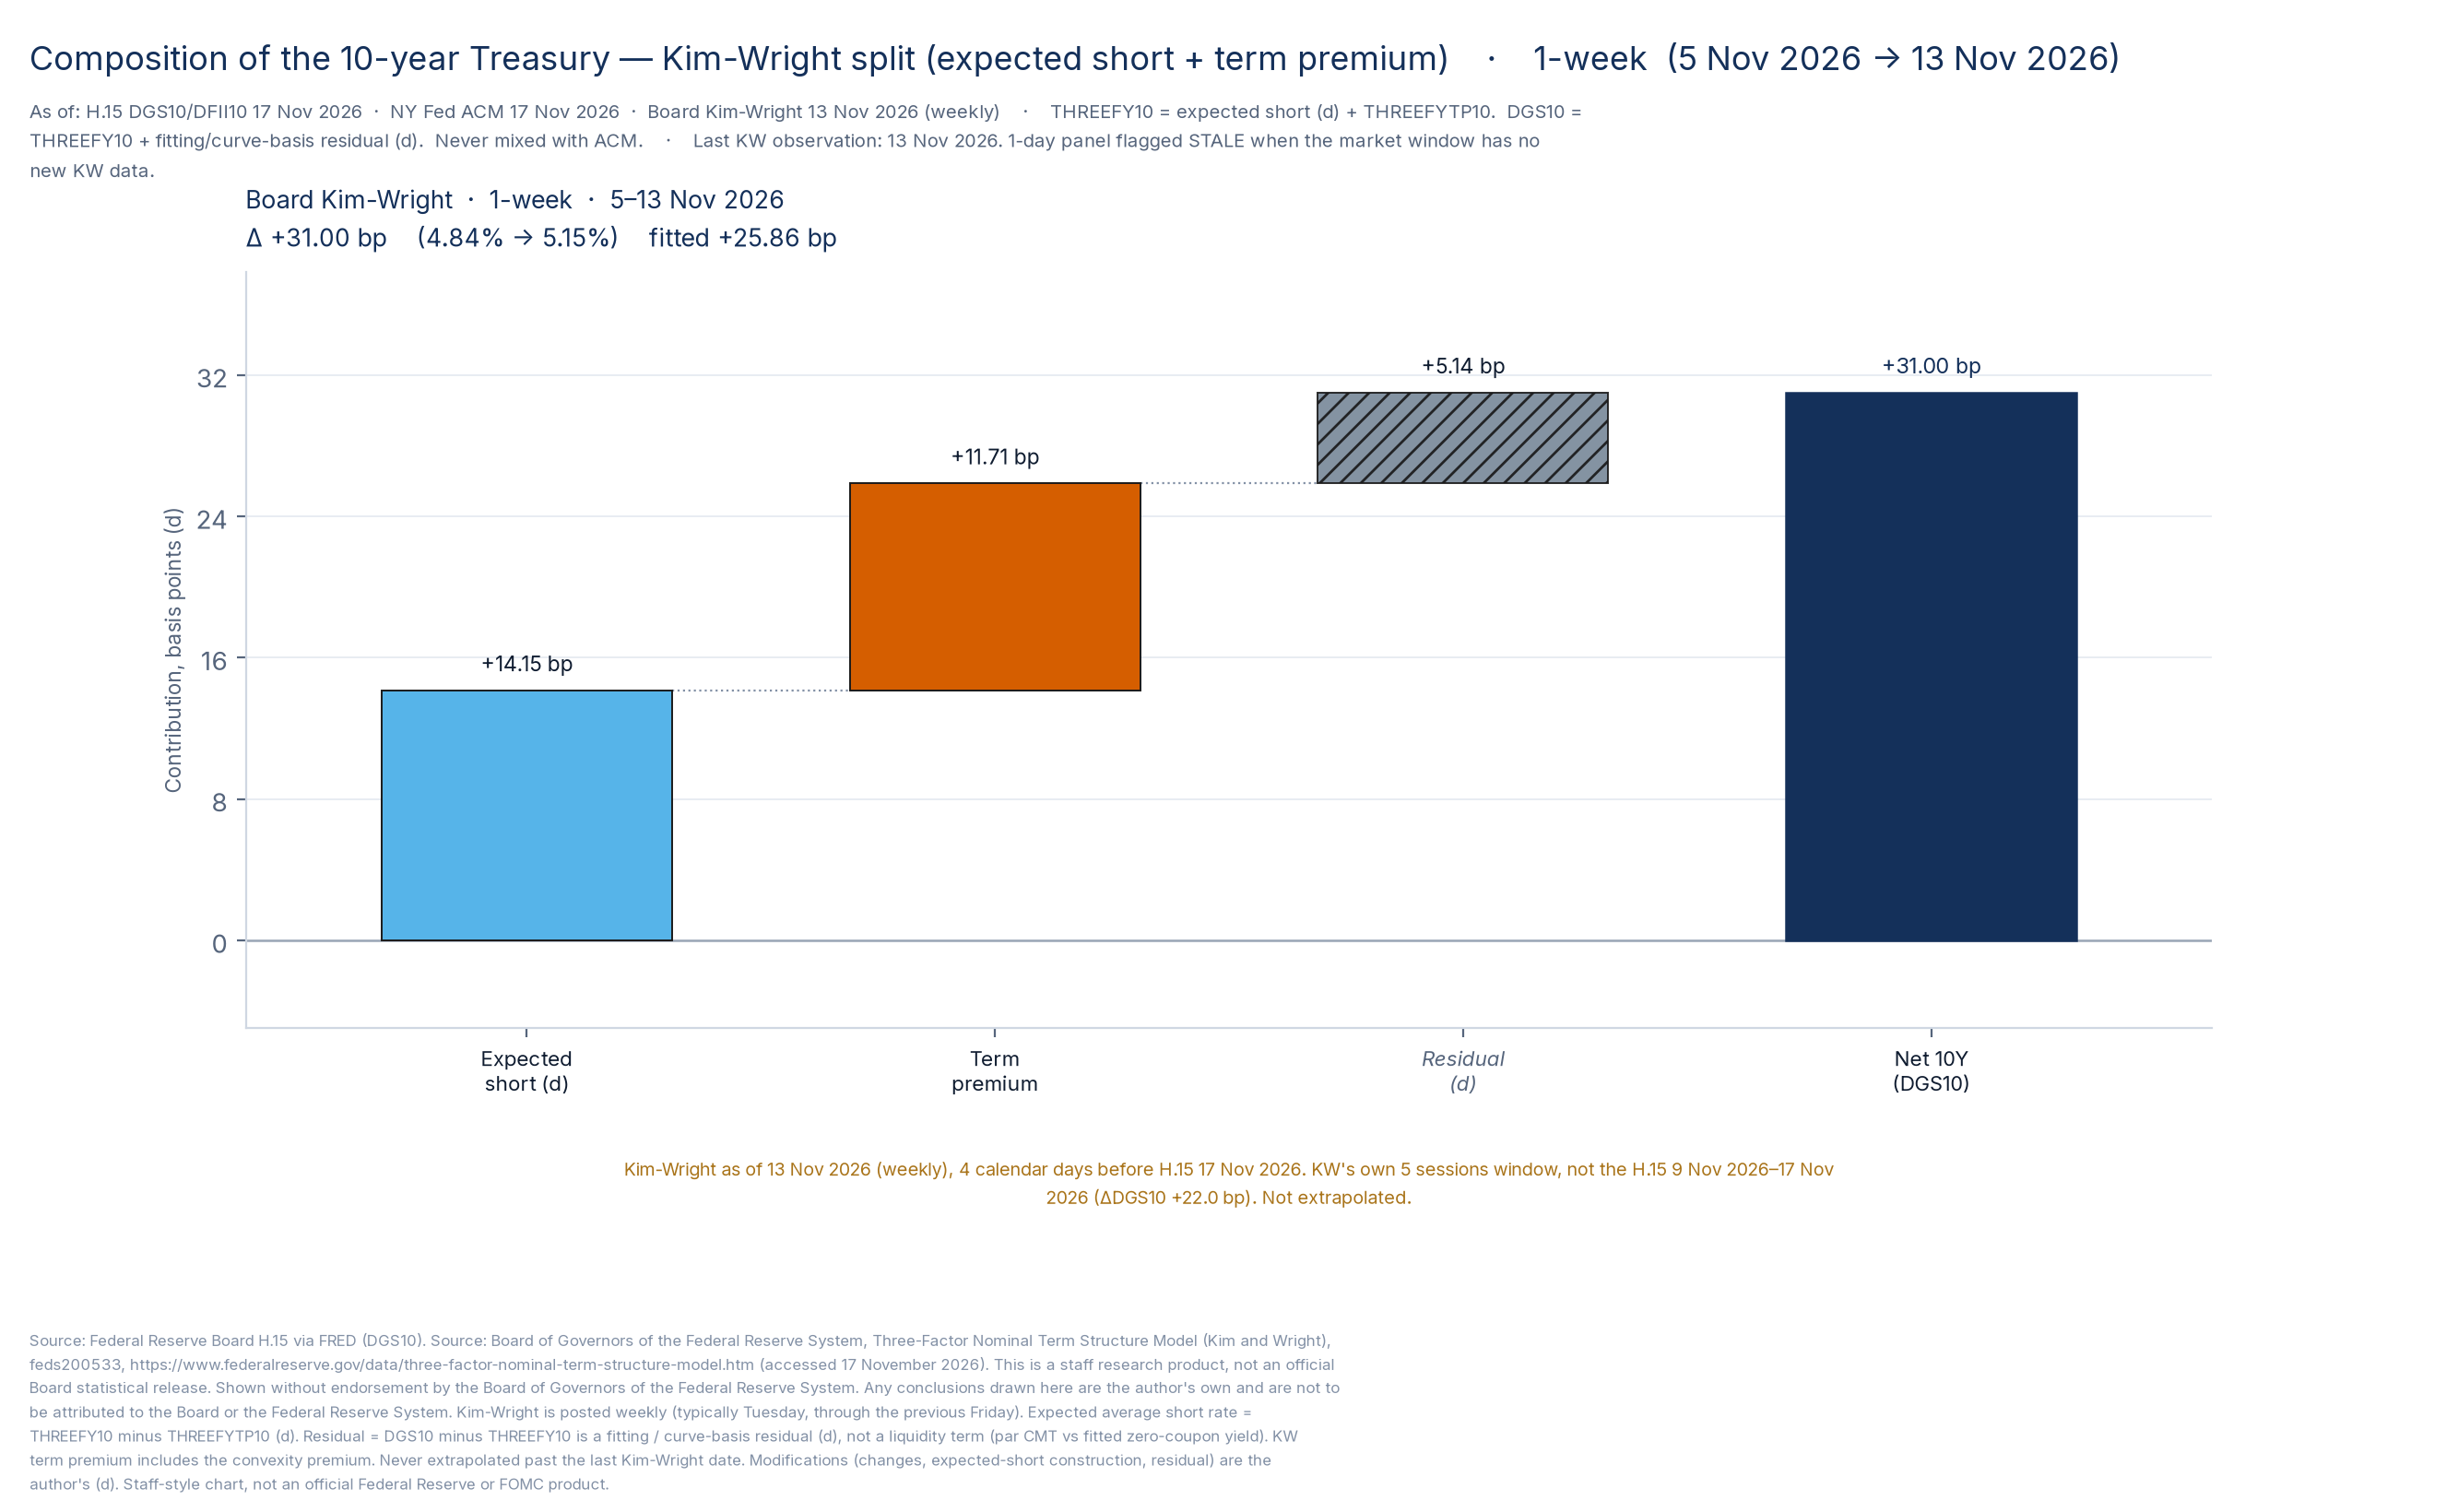 Composition of the 10-year Treasury — Kim-Wright split (expected short + term premium) · 1-week (5 Nov 2026 → 13 Nov 2026)
As of: H.15 DGS10/DFII10 17 Nov 2026 · NY Fed ACM 17 Nov 2026 · Board Kim-Wright 13 Nov 2026 (weekly) · THREEFY10 = expected short (d) + THREEFYTP10. DGS10 =
THREEFY10 + fitting/curve-basis residual (d). Never mixed with ACM. · Last KW observation: 13 Nov 2026. 1-day panel flagged STALE when the market window has no
new KW data.
Board Kim-Wright · 1-week · 5–13 Nov 2026
Δ +31.00 bp (4.84% → 5.15%) fitted +25.86 bp
Contribution, basis points (d)
32
24
16
8
0
+14.15 bp
+11.71 bp
+5.14 bp
+31.00 bp
Expected
short (d)
Term
premium
Residual
(d)
Net 10Y
(DGS10)
Kim-Wright as of 13 Nov 2026 (weekly), 4 calendar days before H.15 17 Nov 2026. KW's own 5 sessions window, not the H.15 9 Nov 2026–17 Nov
2026 (ΔDGS10 +22.0 bp). Not extrapolated.
Source: Federal Reserve Board H.15 via FRED (DGS10). Source: Board of Governors of the Federal Reserve System, Three-Factor Nominal Term Structure Model (Kim and Wright),
feds200533, https://www.federalreserve.gov/data/three-factor-nominal-term-structure-model.htm (accessed 17 November 2026). This is a staff research product, not an official
Board statistical release. Shown without endorsement by the Board of Governors of the Federal Reserve System. Any conclusions drawn here are the author's own and are not to
be attributed to the Board or the Federal Reserve System. Kim-Wright is posted weekly (typically Tuesday, through the previous Friday). Expected average short rate =
THREEFY10 minus THREEFYTP10 (d). Residual = DGS10 minus THREEFY10 is a fitting / curve-basis residual (d), not a liquidity term (par CMT vs fitted zero-coupon yield). KW
term premium includes the convexity premium. Never extrapolated past the last Kim-Wright date. Modifications (changes, expected-short construction, residual) are the
author's (d). Staff-style chart, not an official Federal Reserve or FOMC product.